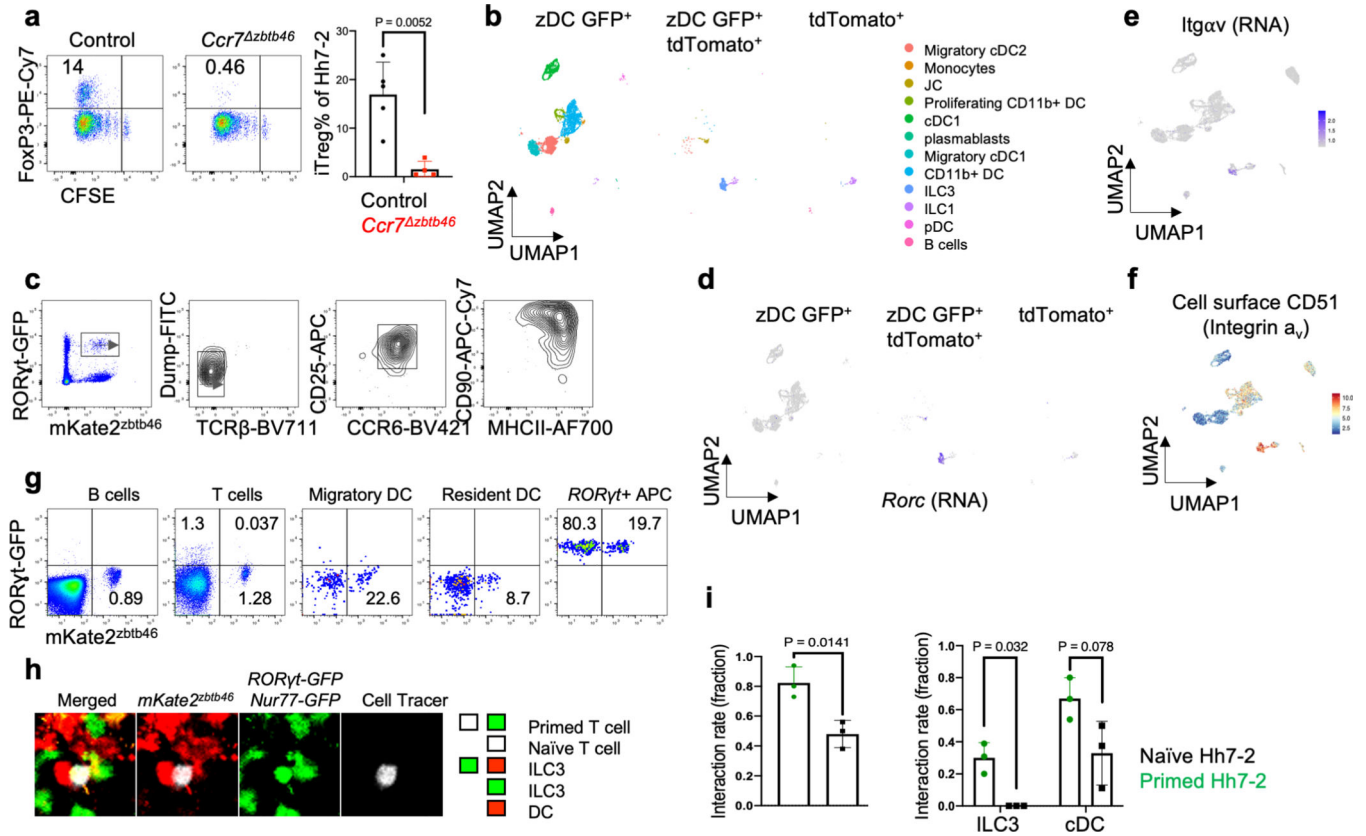 a
Control
Ccr7Δzbtb46
FoxP3-PE-Cy7
14
0.46
CFSE
P = 0.0052
iTreg% of Hh7-2
30
20
10
0
Control
Ccr7Δzbtb46
b
zDC GFP+
zDC GFP+
tdTomato+
tdTomato+
UMAP2
UMAP1
Migratory cDC2
Monocytes
JC
Proliferating CD11b+ DC
cDC1
plasmablasts
Migratory cDC1
CD11b+ DC
ILC3
ILC1
pDC
B cells
e
Itgαv (RNA)
2.0
1.5
1.0
0.5
UMAP2
UMAP1
c
RORγt-GFP
mKate2zbtb46
Dump-FITC
TCRβ-BV711
CD25-APC
CCR6-BV421
CD90-APC-Cy7
MHCII-AF700
d
zDC GFP+
zDC GFP+
tdTomato+
tdTomato+
UMAP2
UMAP1
Rorc (RNA)
f
Cell surface CD51
(Integrin av)
10.0
7.5
5.0
2.5
UMAP2
UMAP1
g
B cells
T cells
Migratory DC
Resident DC
RORγt+ APC
RORγt-GFP
0.89
1.3
0.037
1.28
22.6
8.7
80.3
19.7
mKate2zbtb46
h
Merged
mKate2zbtb46
RORγt-GFP
Nur77-GFP
Cell Tracer
Primed T cell
Naïve T cell
ILC3
ILC3
DC
i
P = 0.0141
Interaction rate (fraction)
1.0
0.8
0.6
0.4
0.2
0.0
P = 0.032
P = 0.078
Interaction rate (fraction)
1.0
0.8
0.6
0.4
0.2
0.0
ILC3
cDC
Naïve Hh7-2
Primed Hh7-2